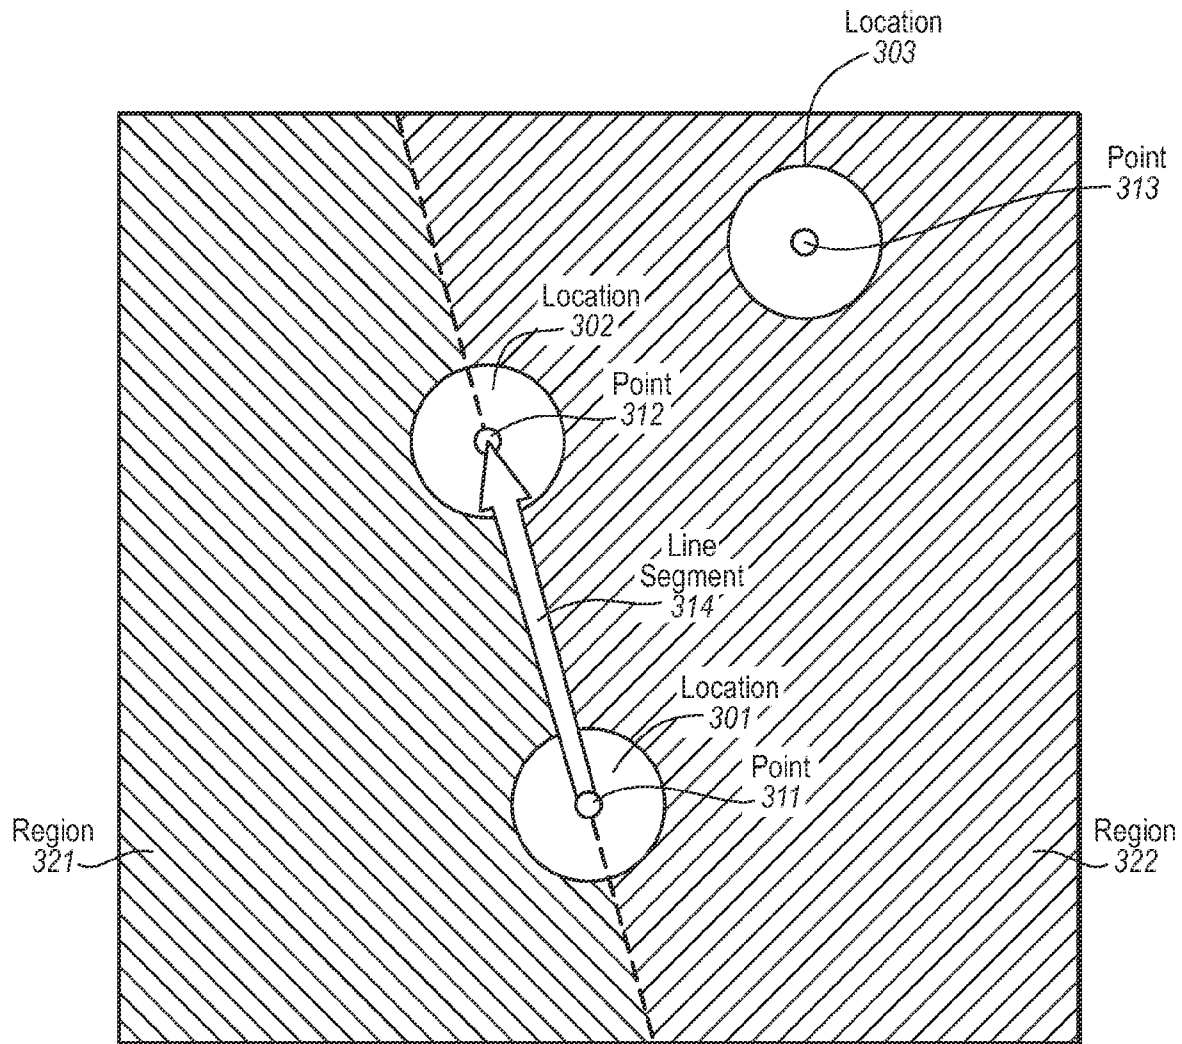 Location
303
Point
313
Location
302
Point
312
Line
Segment
314
Location
301
Point
311
Region
321
Region
322